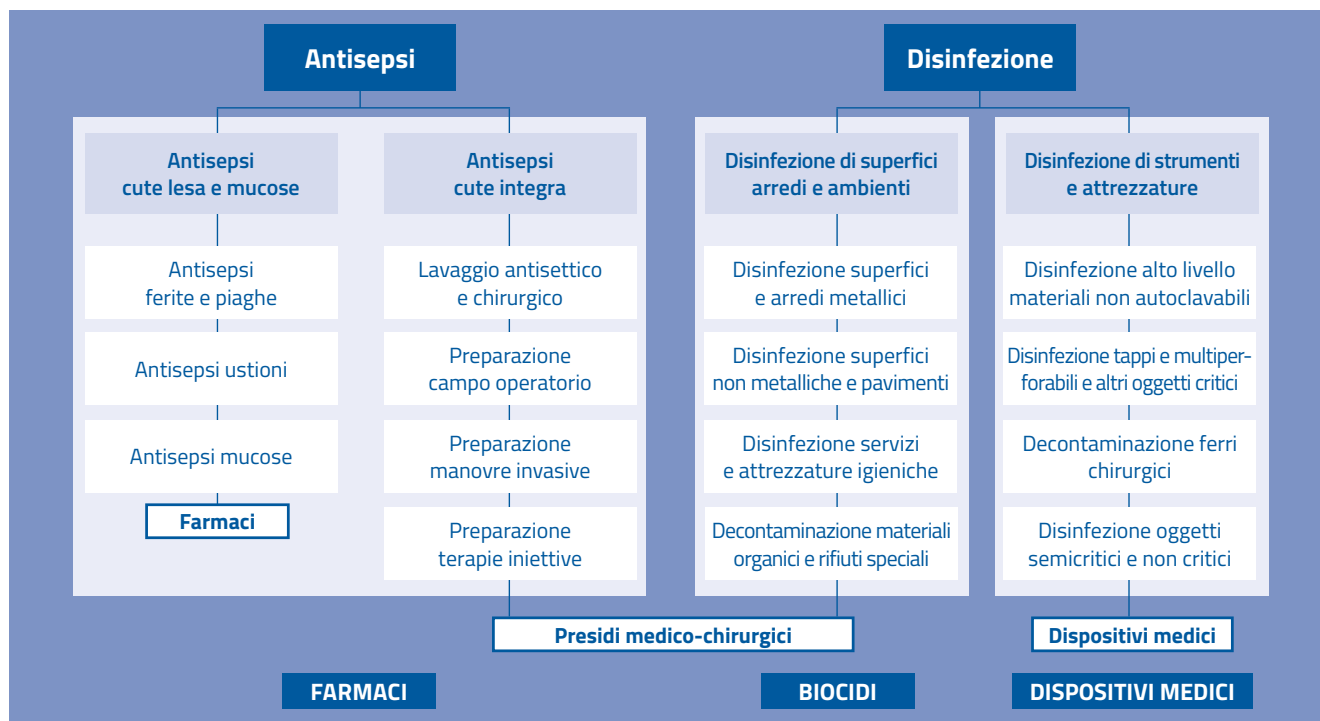 Antisepsi
Disinfezione
Antisepsi
cute lesa e mucose
Antisepsi
cute integra
Disinfezione di superfici
arredi e ambienti
Disinfezione di strumenti
e attrezzature
Antisepsi
ferite e piaghe
Lavaggio antisettico
e chirurgico
Disinfezione superfici
e arredi metallici
Disinfezione alto livello
materiali non autoclavabili
Antisepsi ustioni
Preparazione
campo operatorio
Disinfezione superfici
non metalliche e pavimenti
Disinfezione tappi e multiper-
forabili e altri oggetti critici
Antisepsi mucose
Preparazione
manovre invasive
Disinfezione servizi
e attrezzature igieniche
Decontaminazione ferri
chirurgici
Farmaci
Preparazione
terapie iniettive
Decontaminazione materiali
organici e rifiuti speciali
Disinfezione oggetti
semicritici e non critici
Presidi medico-chirurgici
Dispositivi medici
FARMACI
BIOCIDI
DISPOSITIVI MEDICI